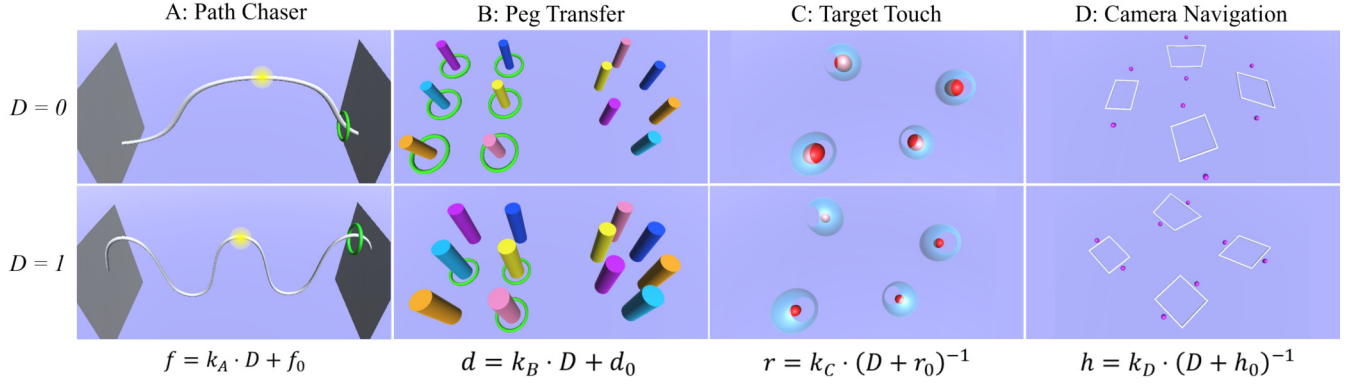 A: Path Chaser B: Peg Transfer C: Target Touch D: Camera Navigation
D = 0
D = 1
f = k_A · D + f_0 d = k_B · D + d_0 r = k_C · (D + r_0)^{-1} h = k_D · (D + h_0)^{-1}